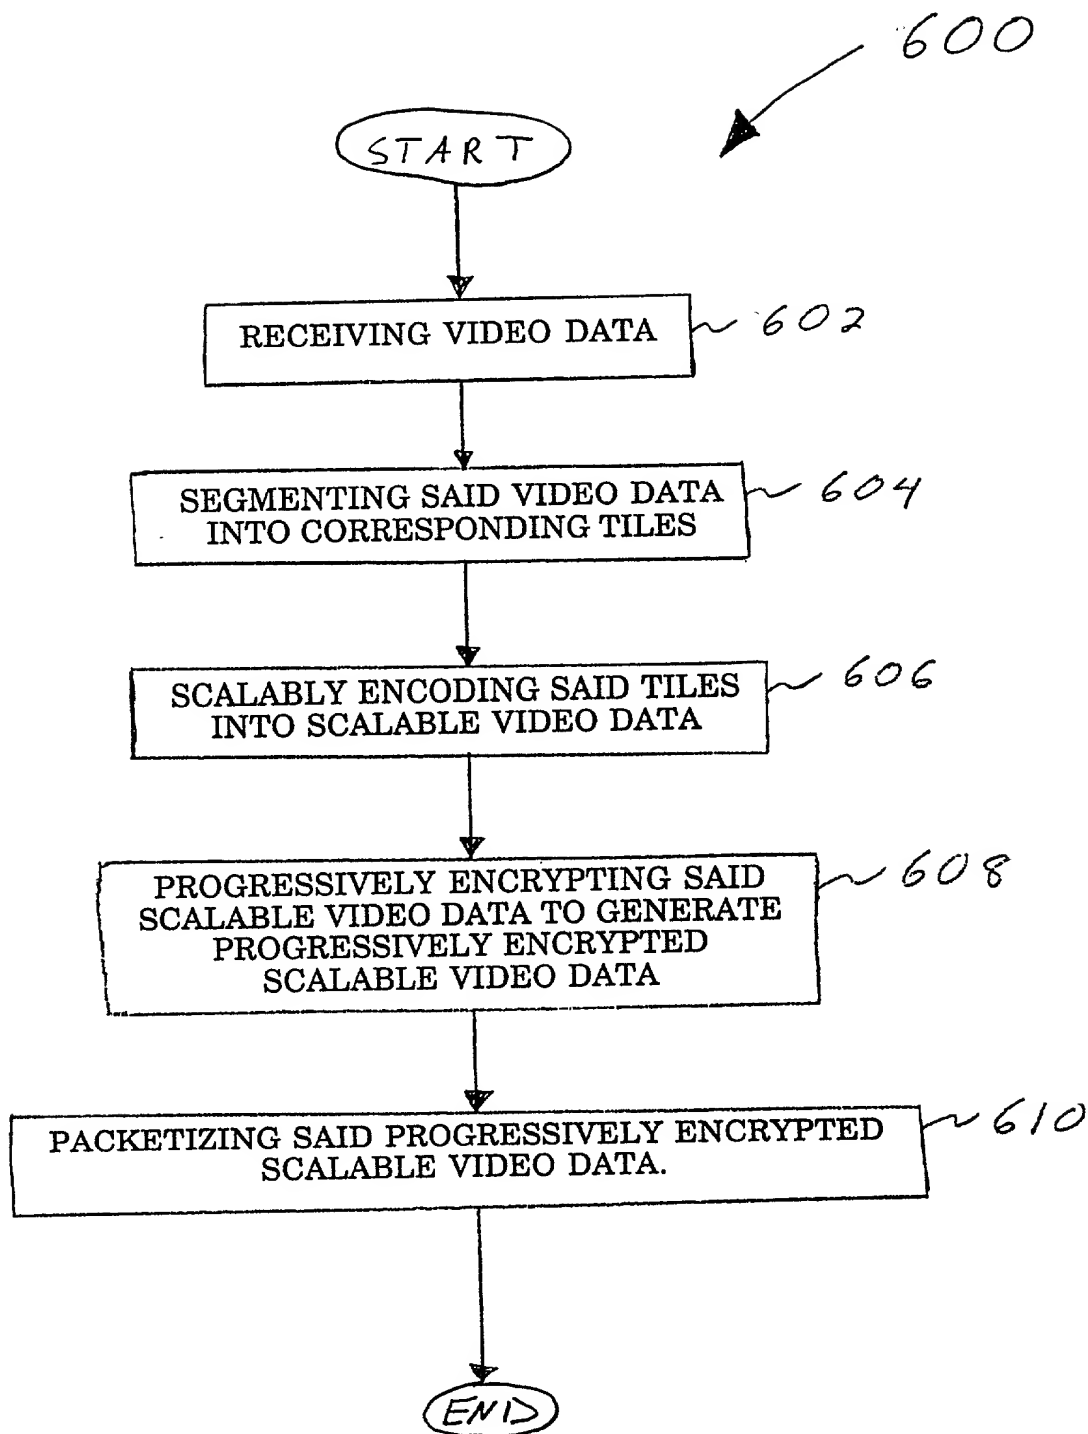 600
START
RECEIVING VIDEO DATA
602
SEGMENTING SAID VIDEO DATA
INTO CORRESPONDING TILES
604
SCALABLY ENCODING SAID TILES
INTO SCALABLE VIDEO DATA
606
PROGRESSIVELY ENCRYPTING SAID
SCALABLE VIDEO DATA TO GENERATE
PROGRESSIVELY ENCRYPTED
SCALABLE VIDEO DATA
608
PACKETIZING SAID PROGRESSIVELY ENCRYPTED
SCALABLE VIDEO DATA.
610
END